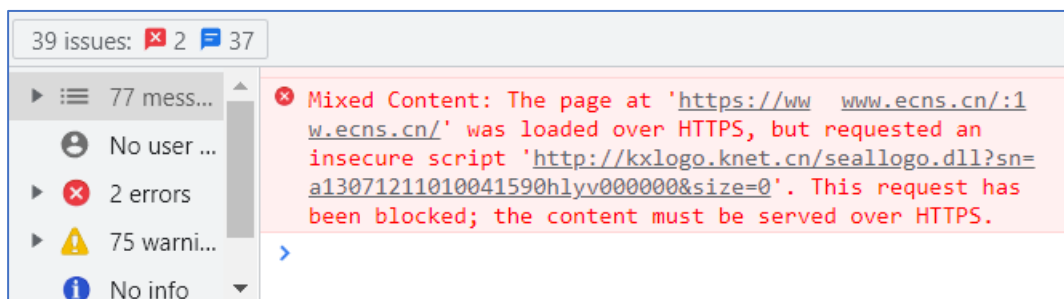 39 issues: 2 37
77 mess...
No user ...
2 errors
75 warni...
No info
Mixed Content: The page at 'https://ww www.ecns.cn/:1
w.ecns.cn/' was loaded over HTTPS, but requested an
insecure script 'http://kxlogo.knet.cn/seallogo.dll?sn=
a13071211010041590hlyv000000&size=0'. This request has
been blocked; the content must be served over HTTPS.